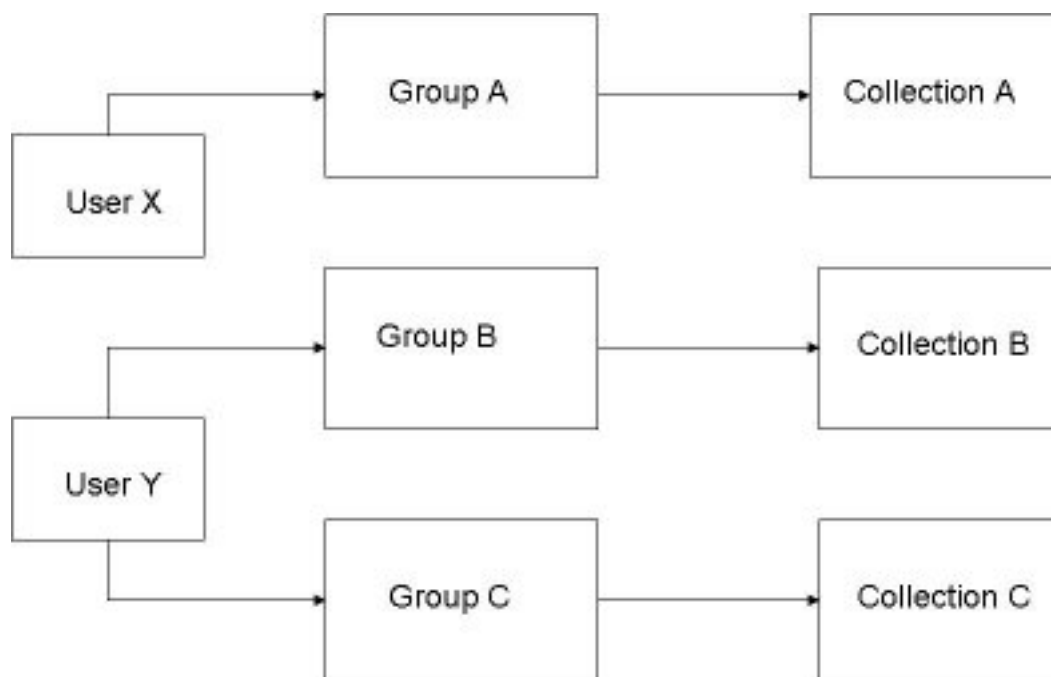 Group A
Collection A
User X
Group B
Collection B
User Y
Group C
Collection C